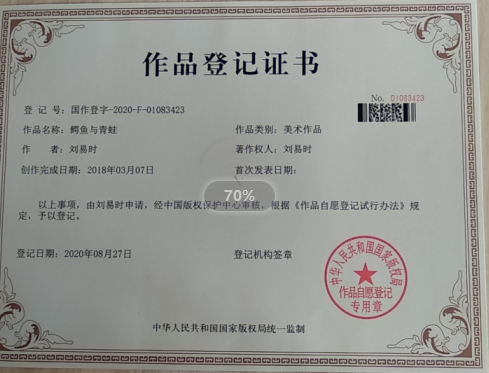 作品登记证书
No. 01083423
登 记 号：国作登字-2020-F-01083423
作品名称：鳄鱼与青蛙 作品类别：美术作品
作 者：刘易时 著作权人：刘易时
创作完成日期：2018年03月07日 首次发表日期：
70%
以上事项，由刘易时申请，经中国版权保护中心审核，根据《作品自愿登记试行办法》规
定，予以登记。
登记日期：2020年08月27日 登记机构签章
中华人民共和国国家版权局
作品自愿登记
专用章
中华人民共和国国家版权局统一监制